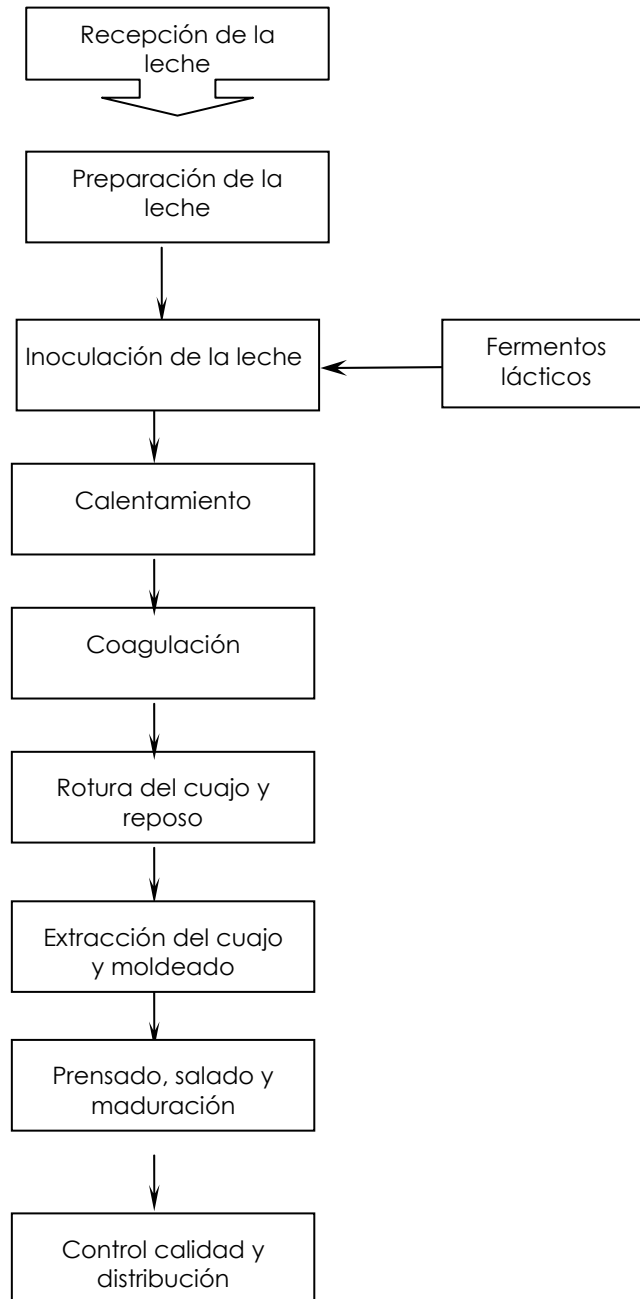 Recepción de la
leche
Preparación de la
leche
Inoculación de la leche
Fermentos
lácticos
Calentamiento
Coagulación
Rotura del cuajo y
reposo
Extracción del cuajo
y moldeado
Prensado, salado y
maduración
Control calidad y
distribución